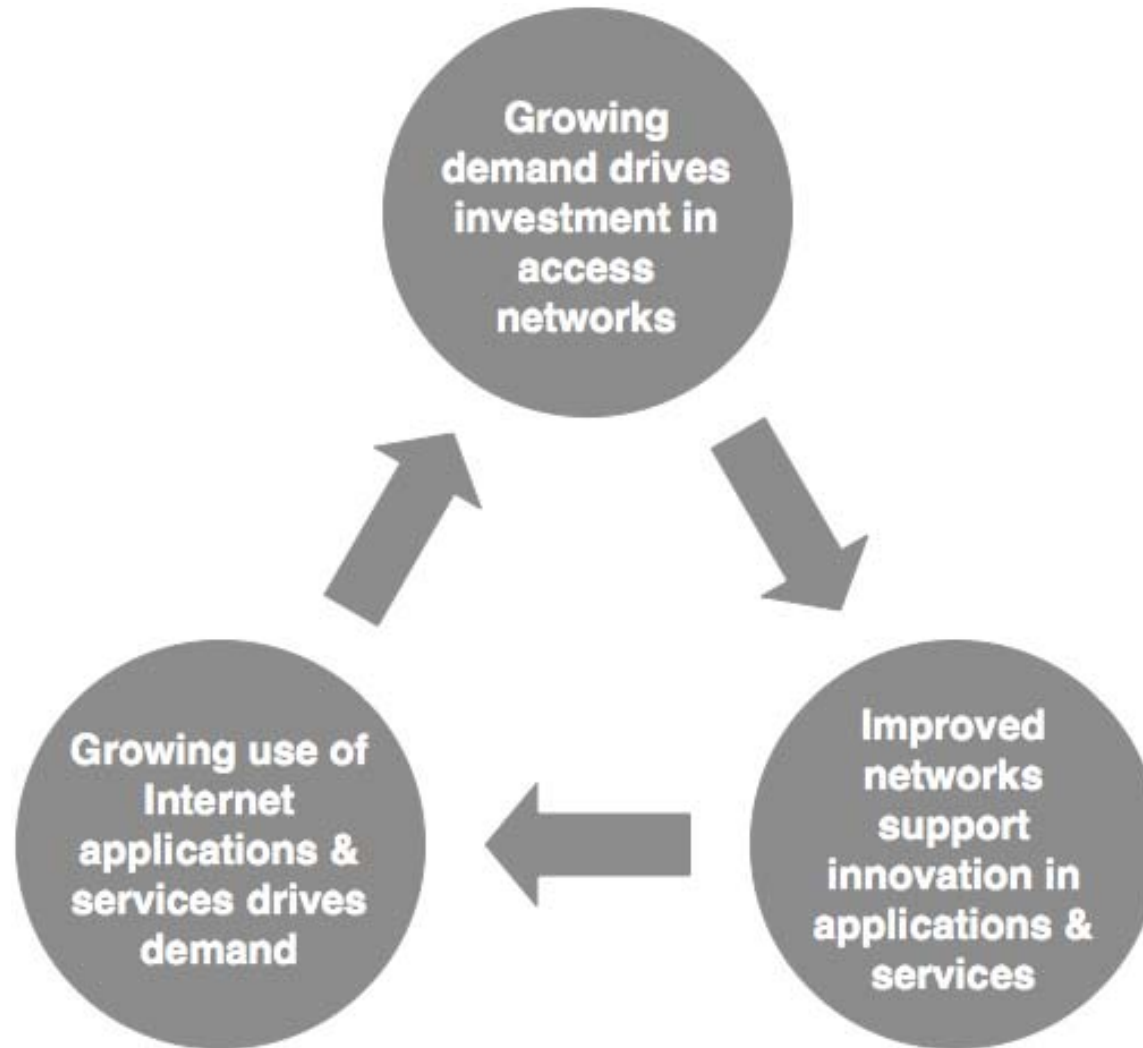 Growing
demand drives
investment in
access
networks
Improved
networks
support
innovation in
applications &
services
Growing use of
Internet
applications &
services drives
demand